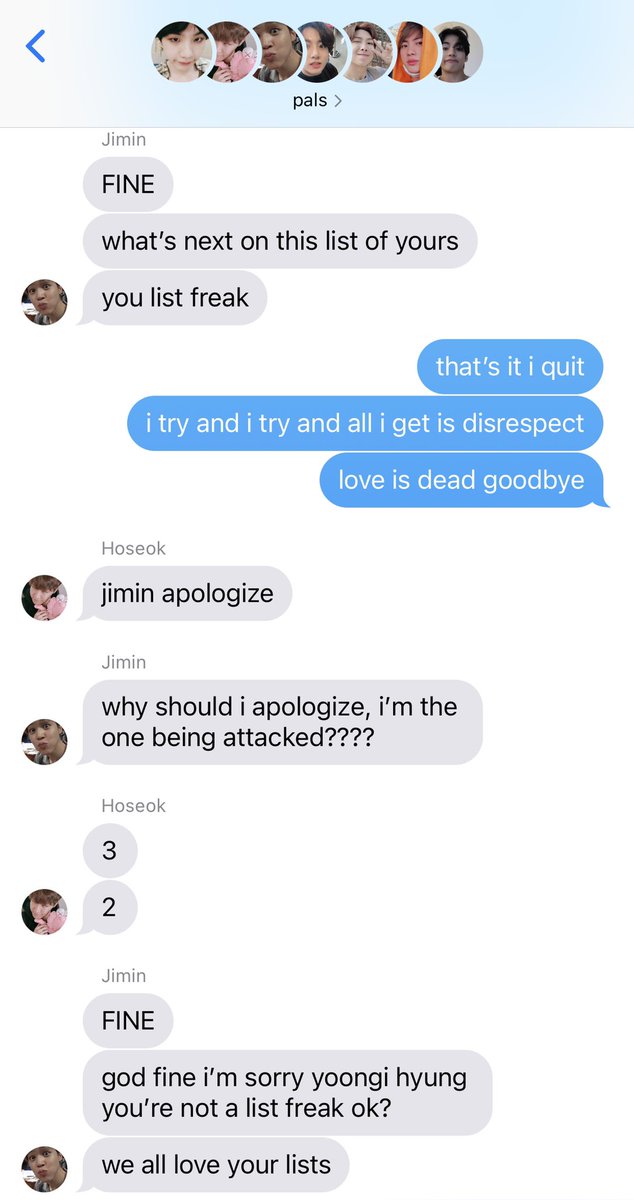 pals
Jimin
FINE
what’s next on this list of yours
you list freak
that’s it i quit
i try and i try and all i get is disrespect
love is dead goodbye
Hoseok
jimin apologize
Jimin
why should i apologize, i’m the
one being attacked????
Hoseok
3
2
Jimin
FINE
god fine i’m sorry yoongi hyung
you’re not a list freak ok?
we all love your lists